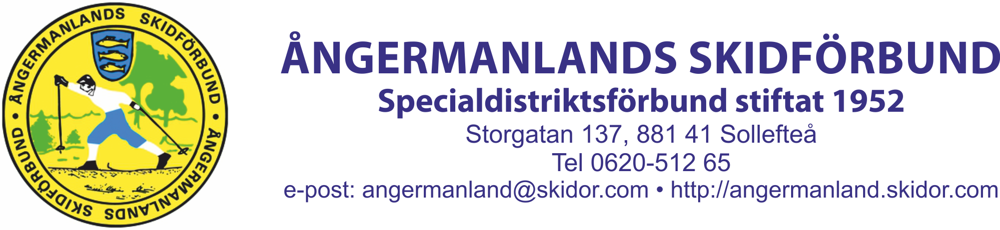 ÅNGERMANLANDS SKIDFÖRBUND • ÅNGERMANLANDS SKIDFÖRBUND •
ÅNGERMANLANDS SKIDFÖRBUND
Specialdistriktsförbund stiftat 1952
Storgatan 137, 881 41 Sollefteå
Tel 0620-512 65
e-post: angermanland@skidor.com • http://angermanland.skidor.com